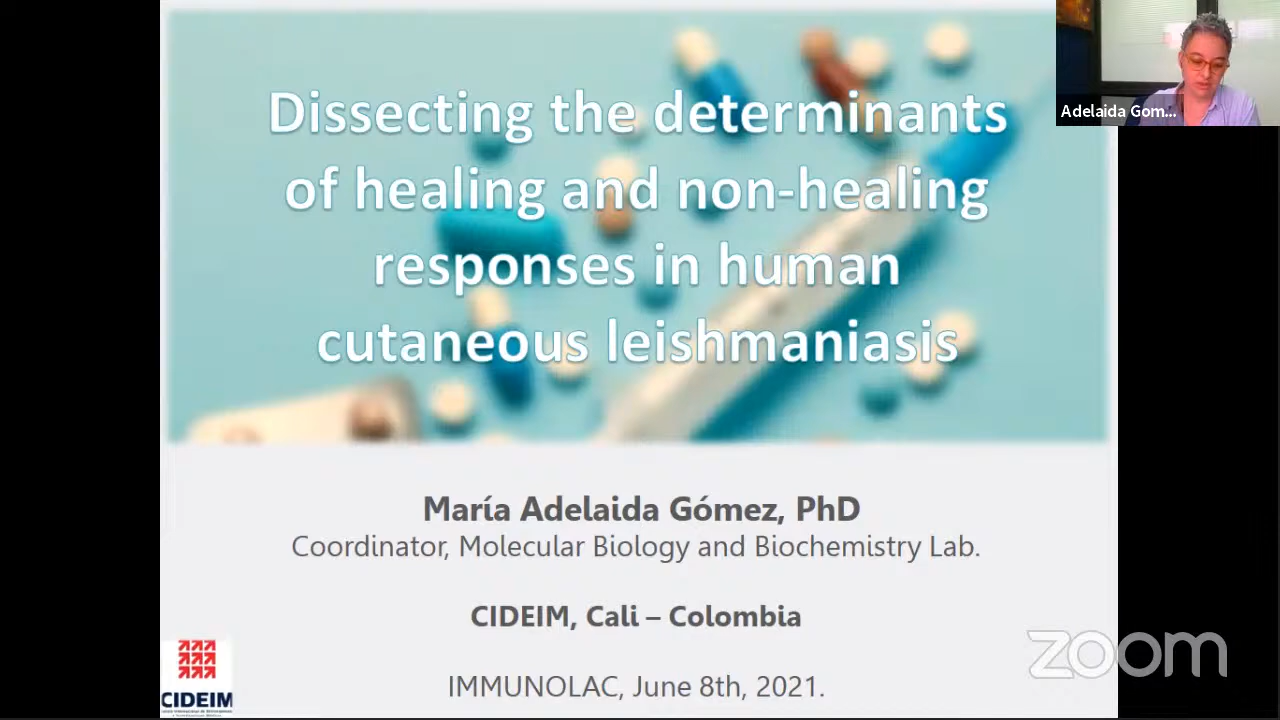 Dissecting the determinants
of healing and non-healing
responses in human
cutaneous leishmaniasis
Adelaida Gom...
María Adelaida Gómez, PhD
Coordinator, Molecular Biology and Biochemistry Lab.
CIDEIM, Cali – Colombia
IMMUNOLAC, June 8th, 2021.
CIDEIM
zoom